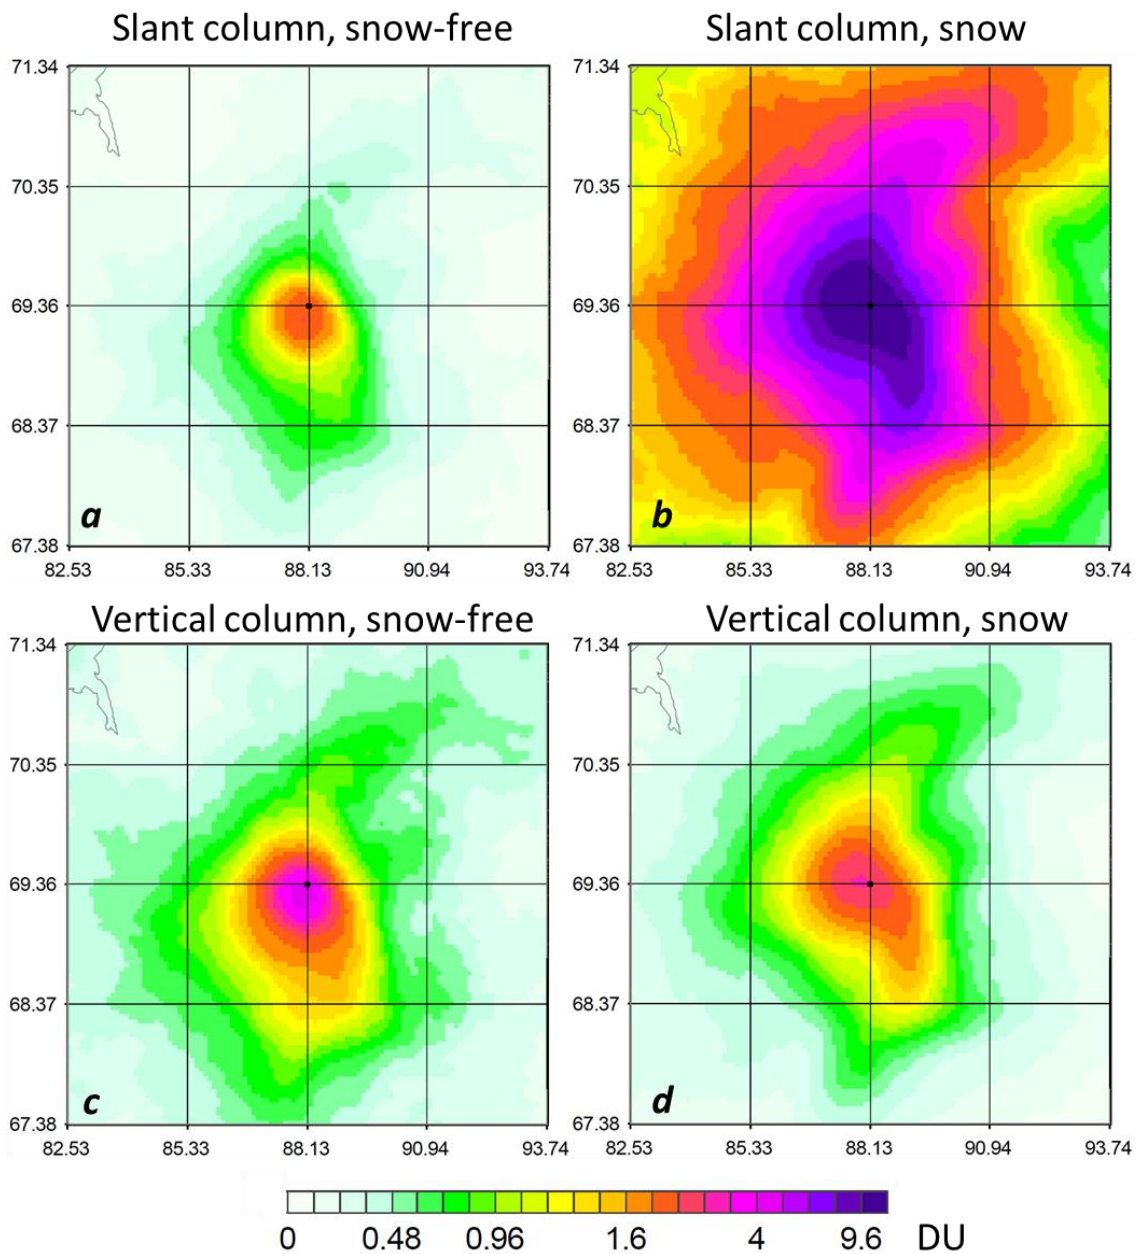 Slant column, snow-free
Slant column, snow
71.34
70.35
69.36
68.37
67.38
a
82.53 85.33 88.13 90.94 93.74
71.34
70.35
69.36
68.37
67.38
b
82.53 85.33 88.13 90.94 93.74
Vertical column, snow-free
Vertical column, snow
71.34
70.35
69.36
68.37
67.38
c
82.53 85.33 88.13 90.94 93.74
71.34
70.35
69.36
68.37
67.38
d
82.53 85.33 88.13 90.94 93.74
0 0.48 0.96 1.6 4 9.6 DU